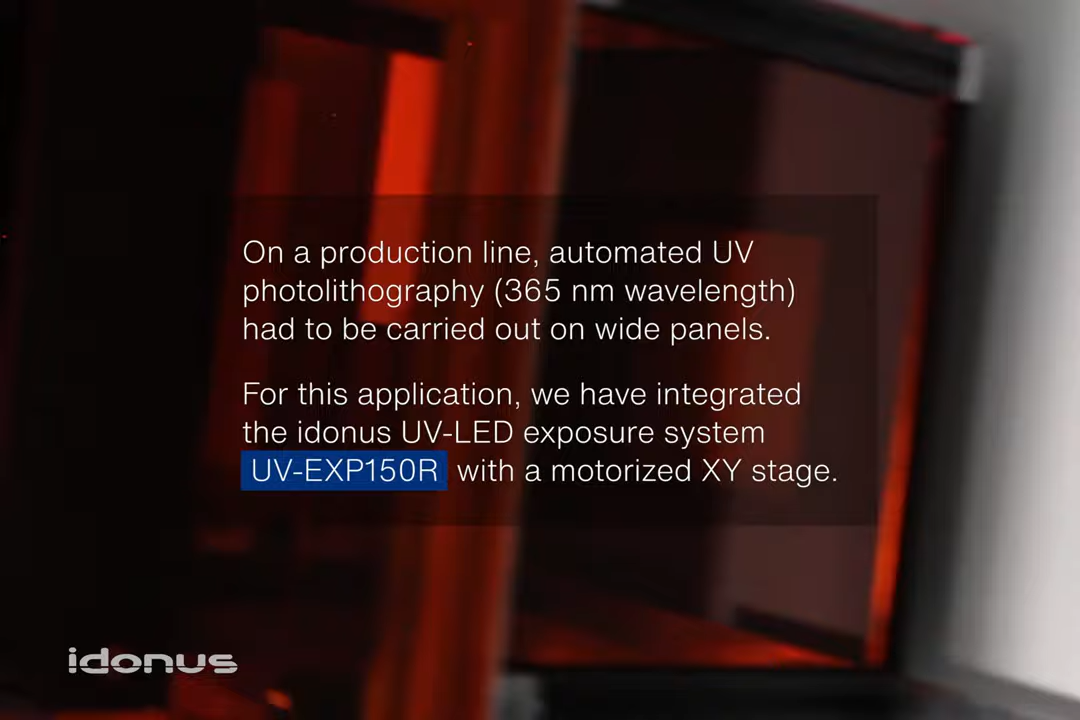 On a production line, automated UV
photolithography (365 nm wavelength)
had to be carried out on wide panels.
For this application, we have integrated
the idonus UV-LED exposure system
UV-EXP150R with a motorized XY stage.
idonus